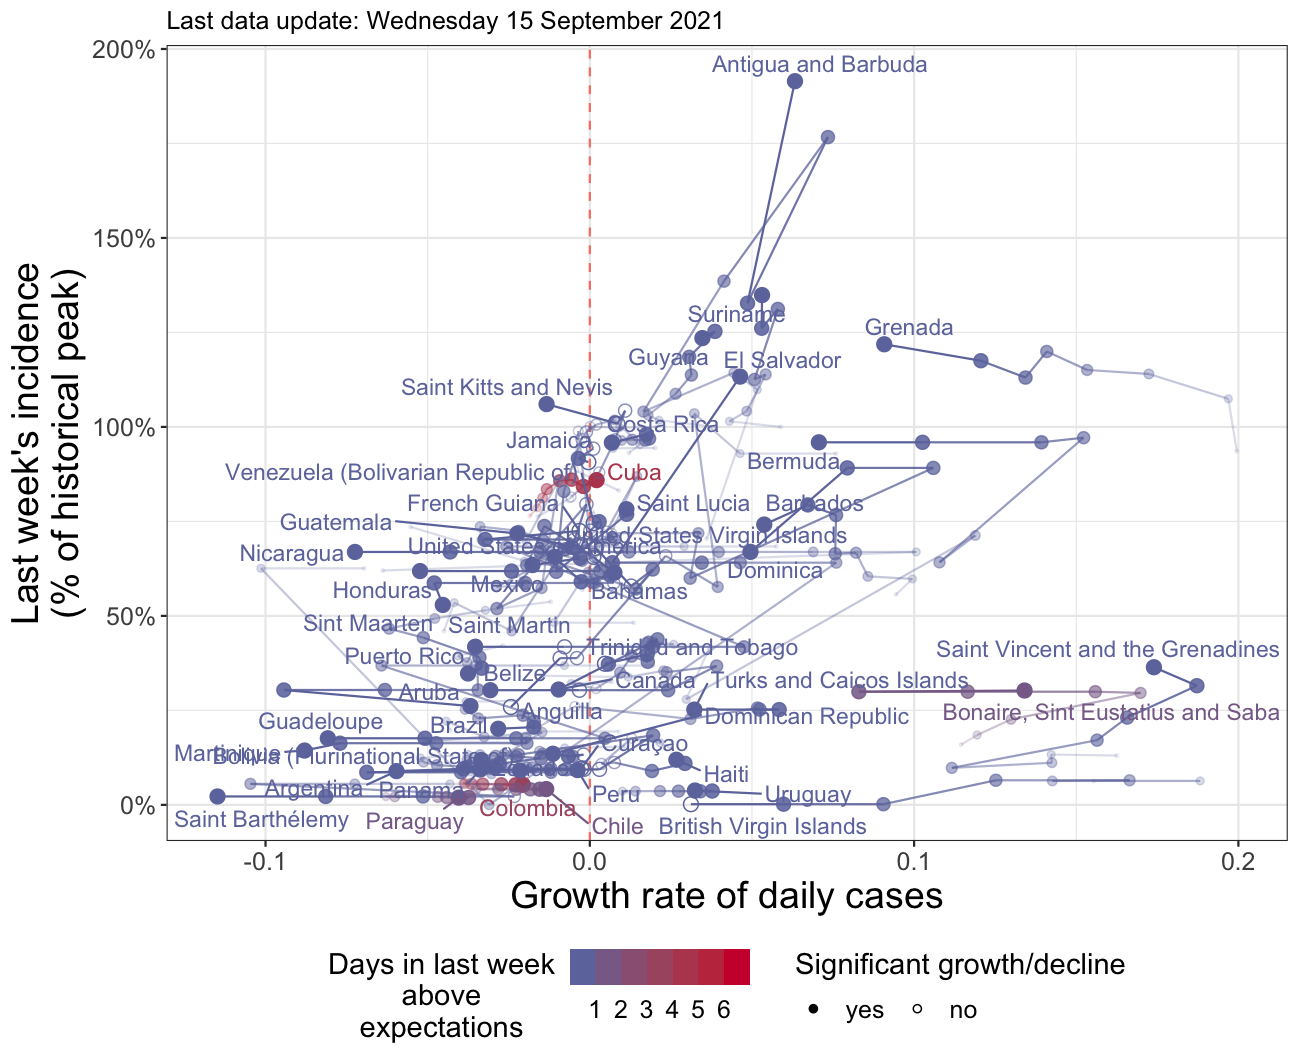 Last data update: Wednesday 15 September 2021
Last week's incidence
(% of historical peak)
200%
150%
100%
50%
0%
Antigua and Barbuda
Suriname
Grenada
Guyana
El Salvador
Saint Kitts and Nevis
Costa Rica
Jamaica
Bermuda
Venezuela (Bolivarian Republic of)
Cuba
French Guiana
Saint Lucia
Barbados
Guatemala
United States Virgin Islands
Nicaragua
United States of America
Dominica
Honduras
Mexico
Bahamas
Sint Maarten
Saint Martin
Puerto Rico
Trinidad and Tobago
Saint Vincent and the Grenadines
Belize
Canada
Turks and Caicos Islands
Aruba
Anguilla
Dominican Republic
Bonaire, Sint Eustatius and Saba
Guadeloupe
Brazil
Martinique
Bolivia (Plurinational State of)
Curaçao
Haiti
Argentina
Panama
Peru
Uruguay
Saint Barthélemy
Paraguay
Colombia
Chile
British Virgin Islands
-0.1
0.0
0.1
0.2
Growth rate of daily cases
Days in last week
above
expectations
1 2 3 4 5 6
Significant growth/decline
yes
no